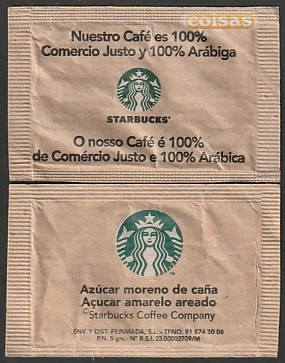 coisas
Nuestro Café es 100%
Comercio Justo y 100% Arábiga
STARBUCKS®
O nosso Café é 100%
de Comércio Justo e 100% Arábica
Azúcar moreno de caña
Açucar amarelo areado
©Starbucks Coffee Company
ENV. Y DIST. FEINMADA, S.L. - TFNO. 91 874 30 06
P.N. 5 grs.- Nº R.S.I. 23.00002709/M